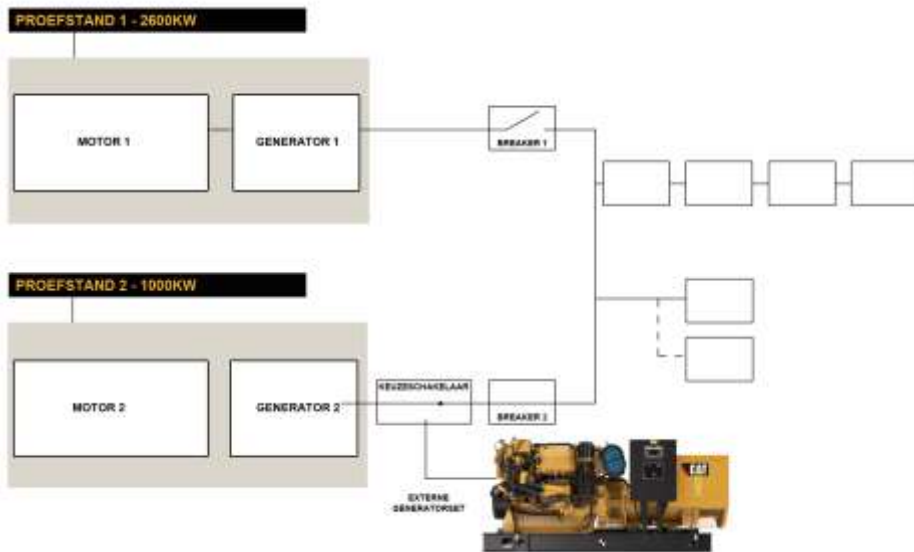 PROEFSTAND 1 - 2600KW
MOTOR 1
GENERATOR 1
BREAKER 1
PROEFSTAND 2 - 1000KW
MOTOR 2
GENERATOR 2
KEUZESCHAKELAAR
BREAKER 2
EXTERNE
GENERATORSET
CAT